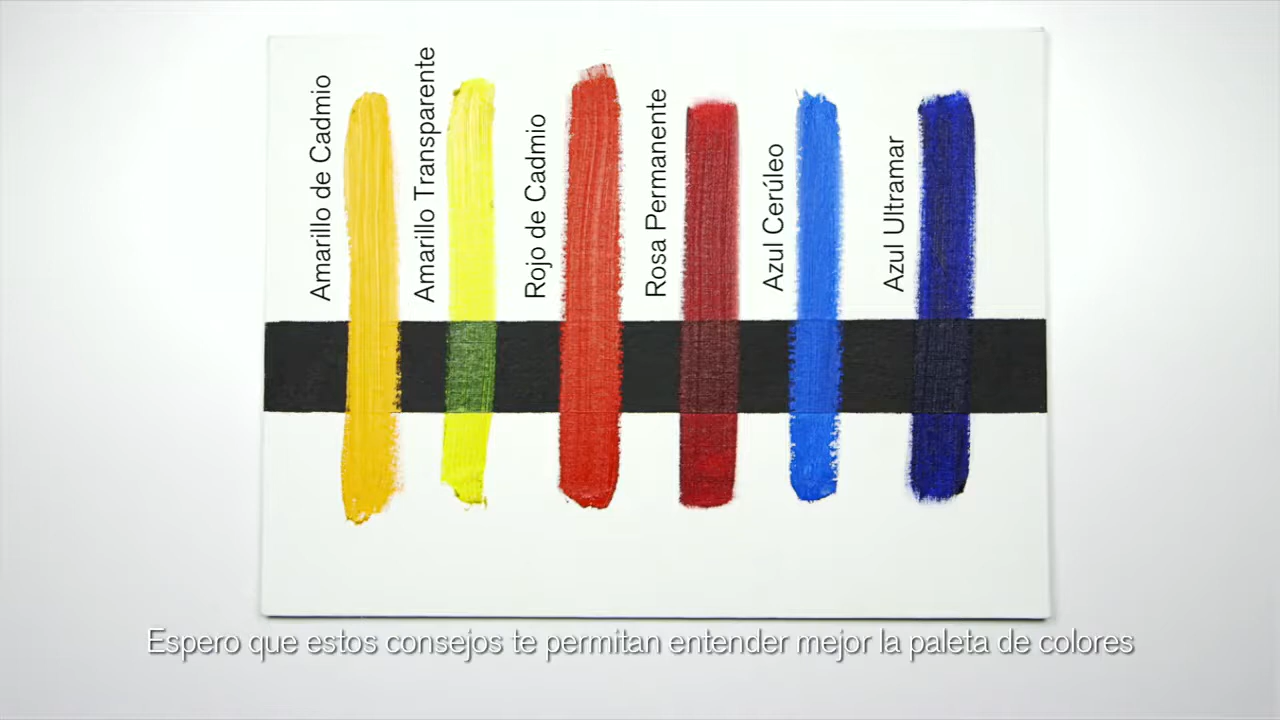 Amarillo de Cadmio
Amarillo Transparente
Rojo de Cadmio
Rosa Permanente
Azul Cerúleo
Azul Ultramar
Espero que estos consejos te permitan entender mejor la paleta de colores